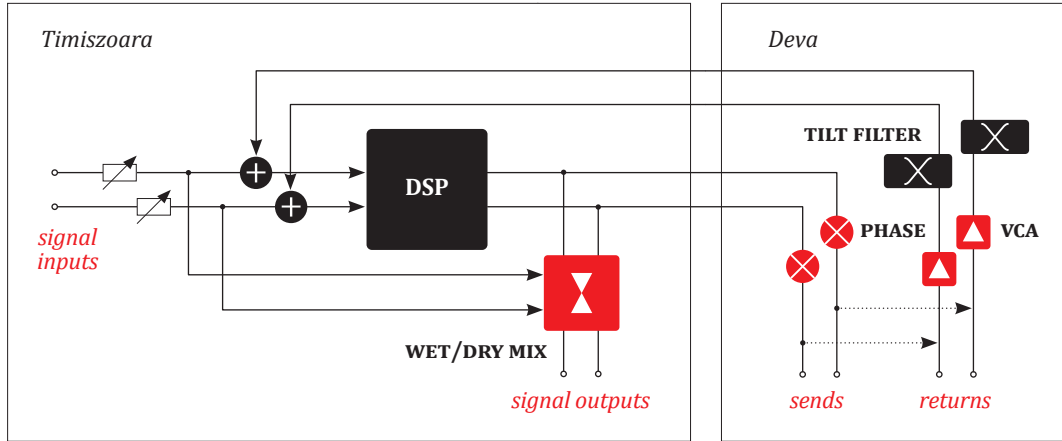 Timiszoara
Deva
TILT FILTER
DSP
signal
inputs
PHASE
VCA
WET/DRY MIX
signal outputs
sends
returns